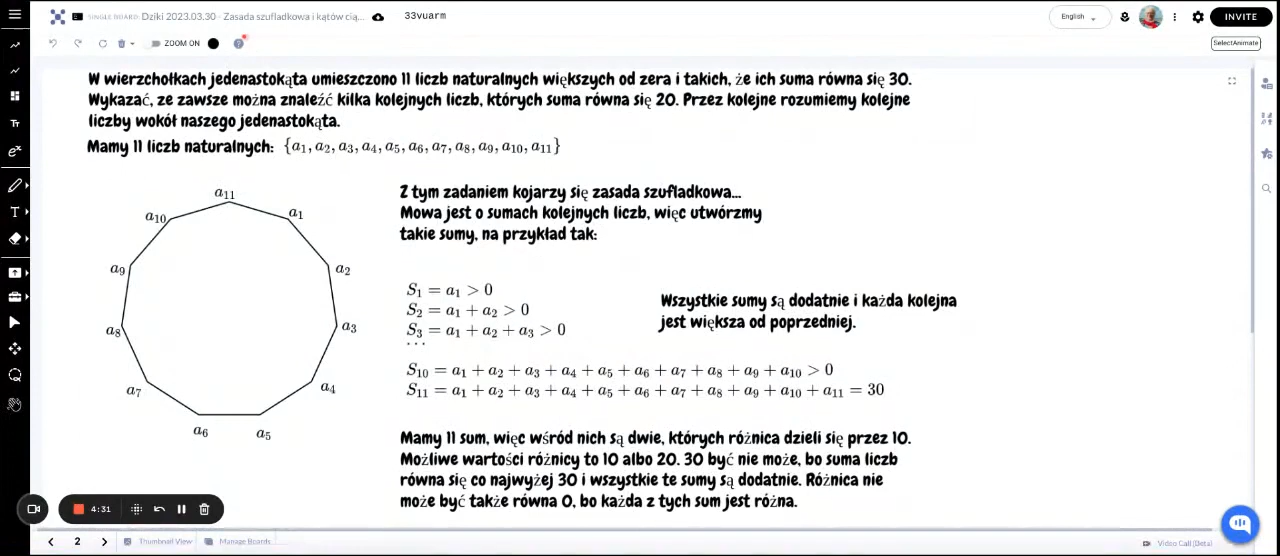 SINGLE BOARD: Dziki 2023.03.30 - Zasada szufladkowa i kątów cią...
33vuarm
English
INVITE
ZOOM ON
SelectAnimate
W wierzchołkach jedenastokąta umieszczono 11 liczb naturalnych większych od zera i takich, że ich suma równa się 30.
Wykazać, ze zawsze można znaleźć kilka kolejnych liczb, których suma równa się 20. Przez kolejne rozumiemy kolejne
liczby wokół naszego jedenastokąta.
Mamy 11 liczb naturalnych: {a₁, a₂, a₃, a₄, a₅, a₆, a₇, a₈, a₉, a₁₀, a₁₁}
a₁₁
a₁₀
a₁
a₉
a₂
a₈
a₃
a₇
a₄
a₆
a₅
Z tym zadaniem kojarzy się zasada szufladkowa...
Mowa jest o sumach kolejnych liczb, więc utwórzmy
takie sumy, na przykład tak:
S₁ = a₁ > 0
S₂ = a₁ + a₂ > 0
S₃ = a₁ + a₂ + a₃ > 0
...
S₁₀ = a₁ + a₂ + a₃ + a₄ + a₅ + a₆ + a₇ + a₈ + a₉ + a₁₀ > 0
S₁₁ = a₁ + a₂ + a₃ + a₄ + a₅ + a₆ + a₇ + a₈ + a₉ + a₁₀ + a₁₁ = 30
Wszystkie sumy są dodatnie i każda kolejna
jest większa od poprzedniej.
Mamy 11 sum, więc wśród nich są dwie, których różnica dzieli się przez 10.
Możliwe wartości różnicy to 10 albo 20. 30 być nie może, bo suma liczb
równa się co najwyżej 30 i wszystkie te sumy są dodatnie. Różnica nie
może być także równa 0, bo każda z tych sum jest różna.
4:31
2
Thumbnail View
Manage Boards
Video Call(Beta)